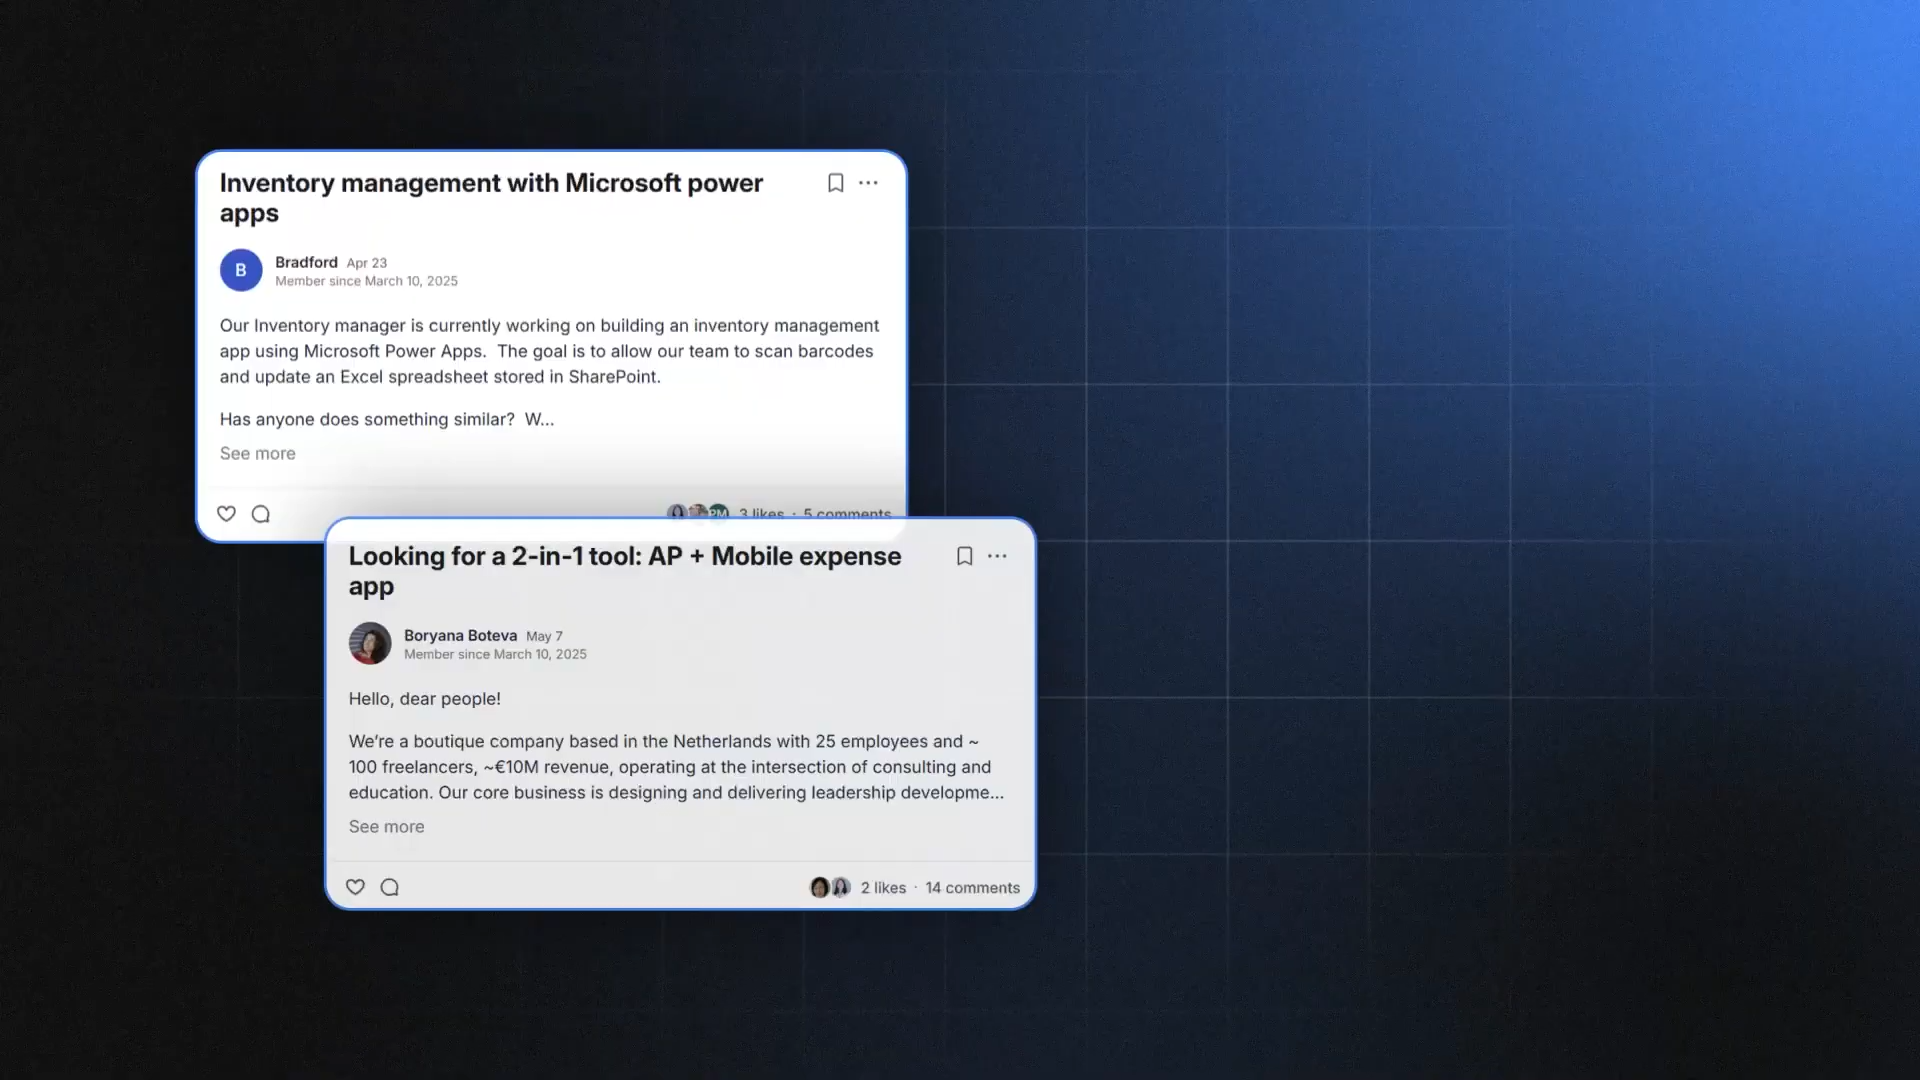 Inventory management with Microsoft power
apps
B
Bradford Apr 23
Member since March 10, 2025
Our Inventory manager is currently working on building an inventory management
app using Microsoft Power Apps.  The goal is to allow our team to scan barcodes
and update an Excel spreadsheet stored in SharePoint.
Has anyone does something similar?  W...
See more
PM 3 likes · 5 comments
Looking for a 2-in-1 tool: AP + Mobile expense
app
Boryana Boteva May 7
Member since March 10, 2025
Hello, dear people!
We’re a boutique company based in the Netherlands with 25 employees and ~
100 freelancers, ~€10M revenue, operating at the intersection of consulting and
education. Our core business is designing and delivering leadership developme...
See more
2 likes · 14 comments